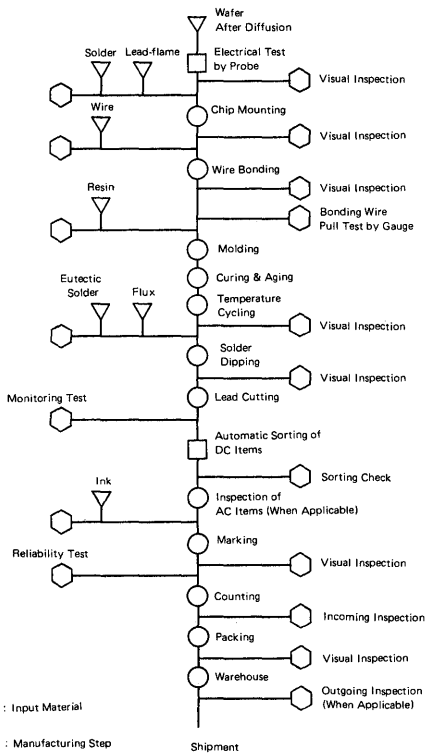 Wafer
After Diffusion
Solder
Lead-flame
Electrical Test
by Probe
Visual Inspection
Chip Mounting
Wire
Visual Inspection
Wire Bonding
Visual Inspection
Resin
Bonding Wire
Pull Test by Gauge
Molding
Curing & Aging
Eutectic
Solder
Flux
Temperature
Cycling
Visual Inspection
Solder
Dipping
Visual Inspection
Monitoring Test
Lead Cutting
Automatic Sorting of
DC Items
Sorting Check
Ink
Inspection of
AC Items (When Applicable)
Marking
Reliability Test
Visual Inspection
Counting
Incoming Inspection
Packing
Visual Inspection
Warehouse
Outgoing Inspection
(When Applicable)
: Input Material
: Manufacturing Step
Shipment